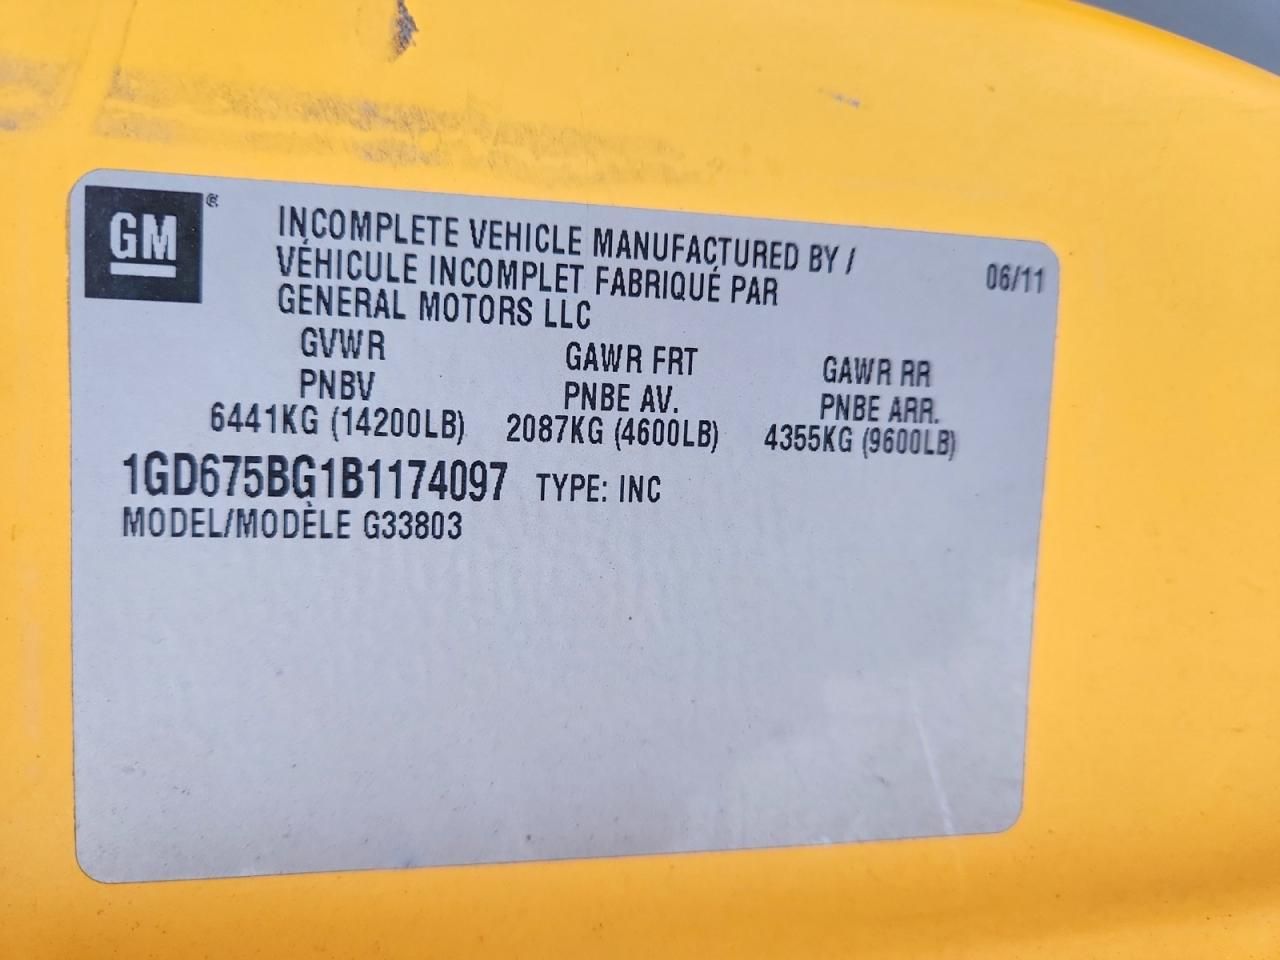 GM®
INCOMPLETE VEHICLE MANUFACTURED BY /
VÉHICULE INCOMPLET FABRIQUÉ PAR
GENERAL MOTORS LLC
06/11
GVWR GAWR FRT GAWR RR
PNBV PNBE AV. PNBE ARR.
6441KG (14200LB) 2087KG (4600LB) 4355KG (9600LB)
1GD675BG1B1174097 TYPE: INC
MODEL/MODÈLE G33803